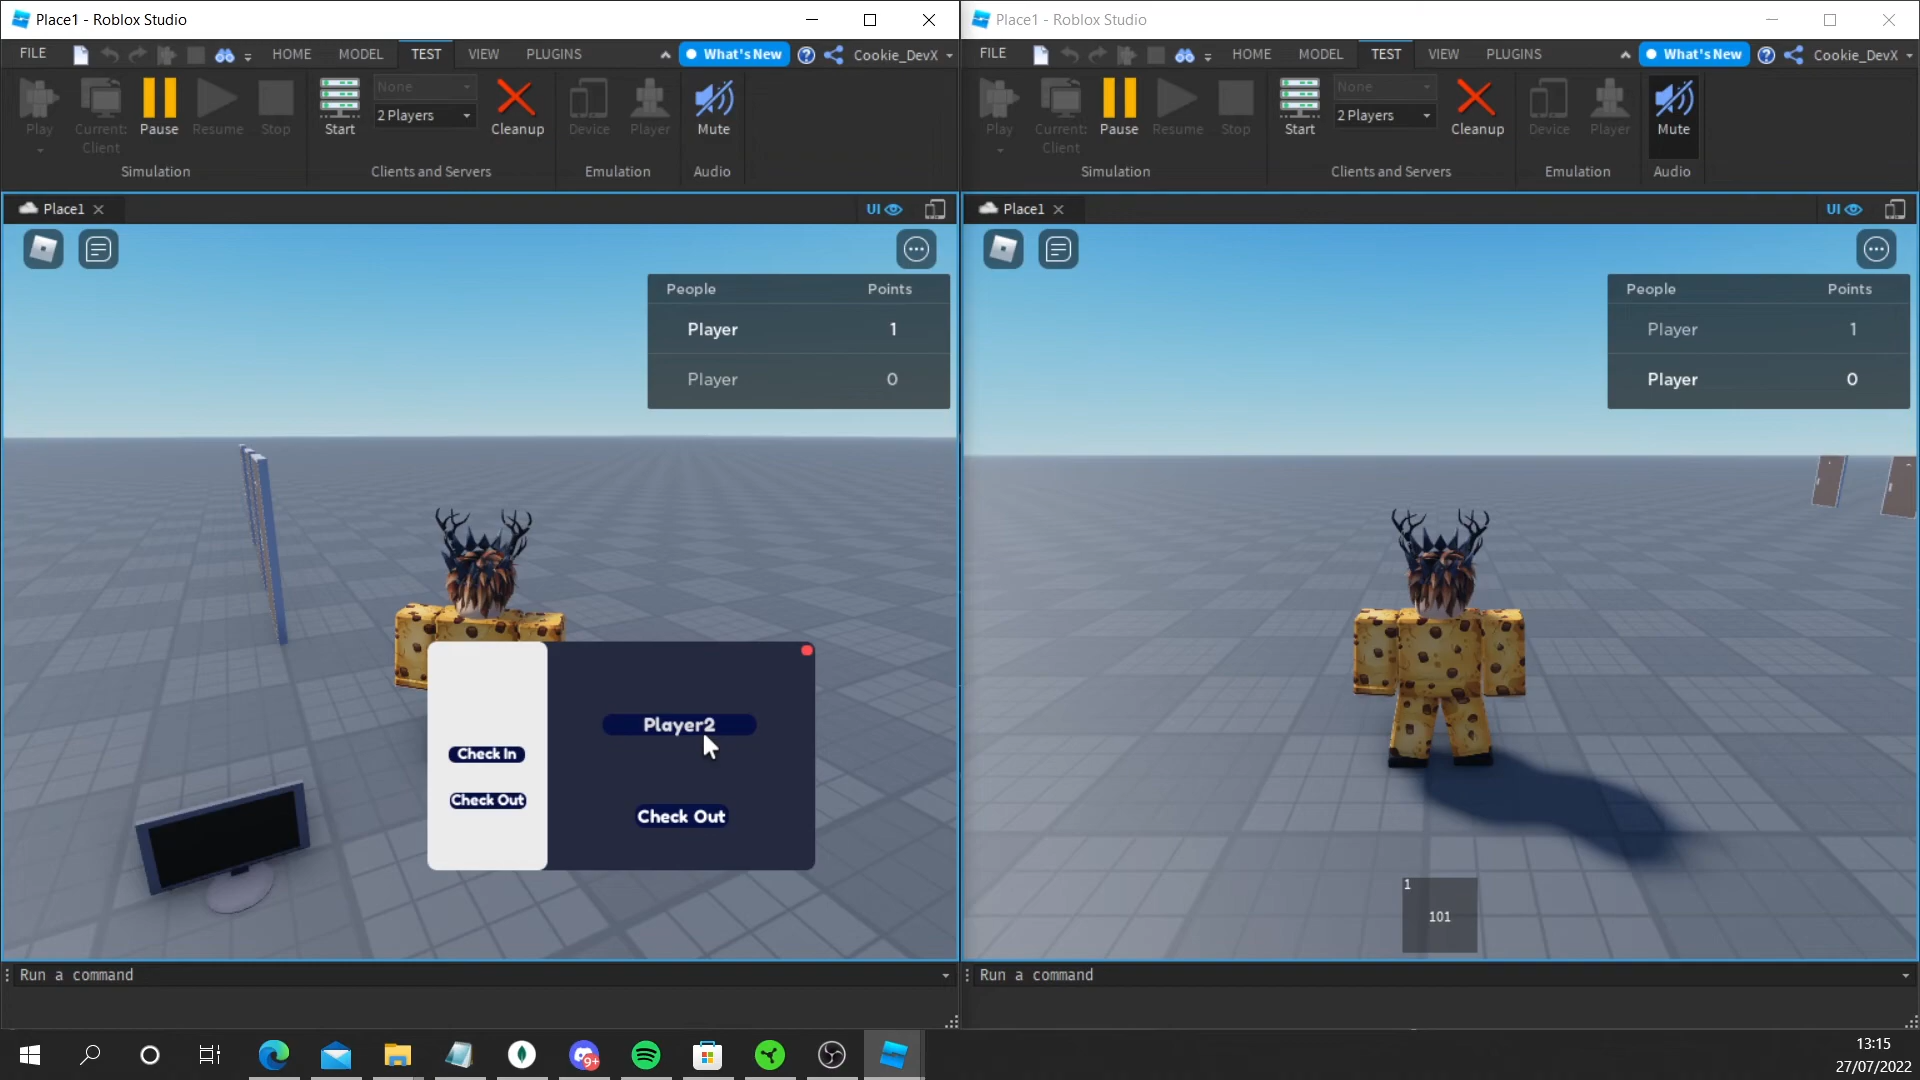 Place1 - Roblox Studio
FILE HOME MODEL TEST VIEW PLUGINS What's New Cookie_DevX
None
2 Players
Play Current: Client Pause Resume Stop Start Cleanup Device Player Mute
Simulation Clients and Servers Emulation Audio
Place1 UI
People Points
Player 1
Player 0
Player2
Check In
Check Out
Check Out
Run a command
Place1 - Roblox Studio
FILE HOME MODEL TEST VIEW PLUGINS What's New Cookie_DevX
None
2 Players
Play Current: Client Pause Resume Stop Start Cleanup Device Player Mute
Simulation Clients and Servers Emulation Audio
Place1 UI
People Points
Player 1
Player 0
1
101
Run a command
9+
13:15
27/07/2022